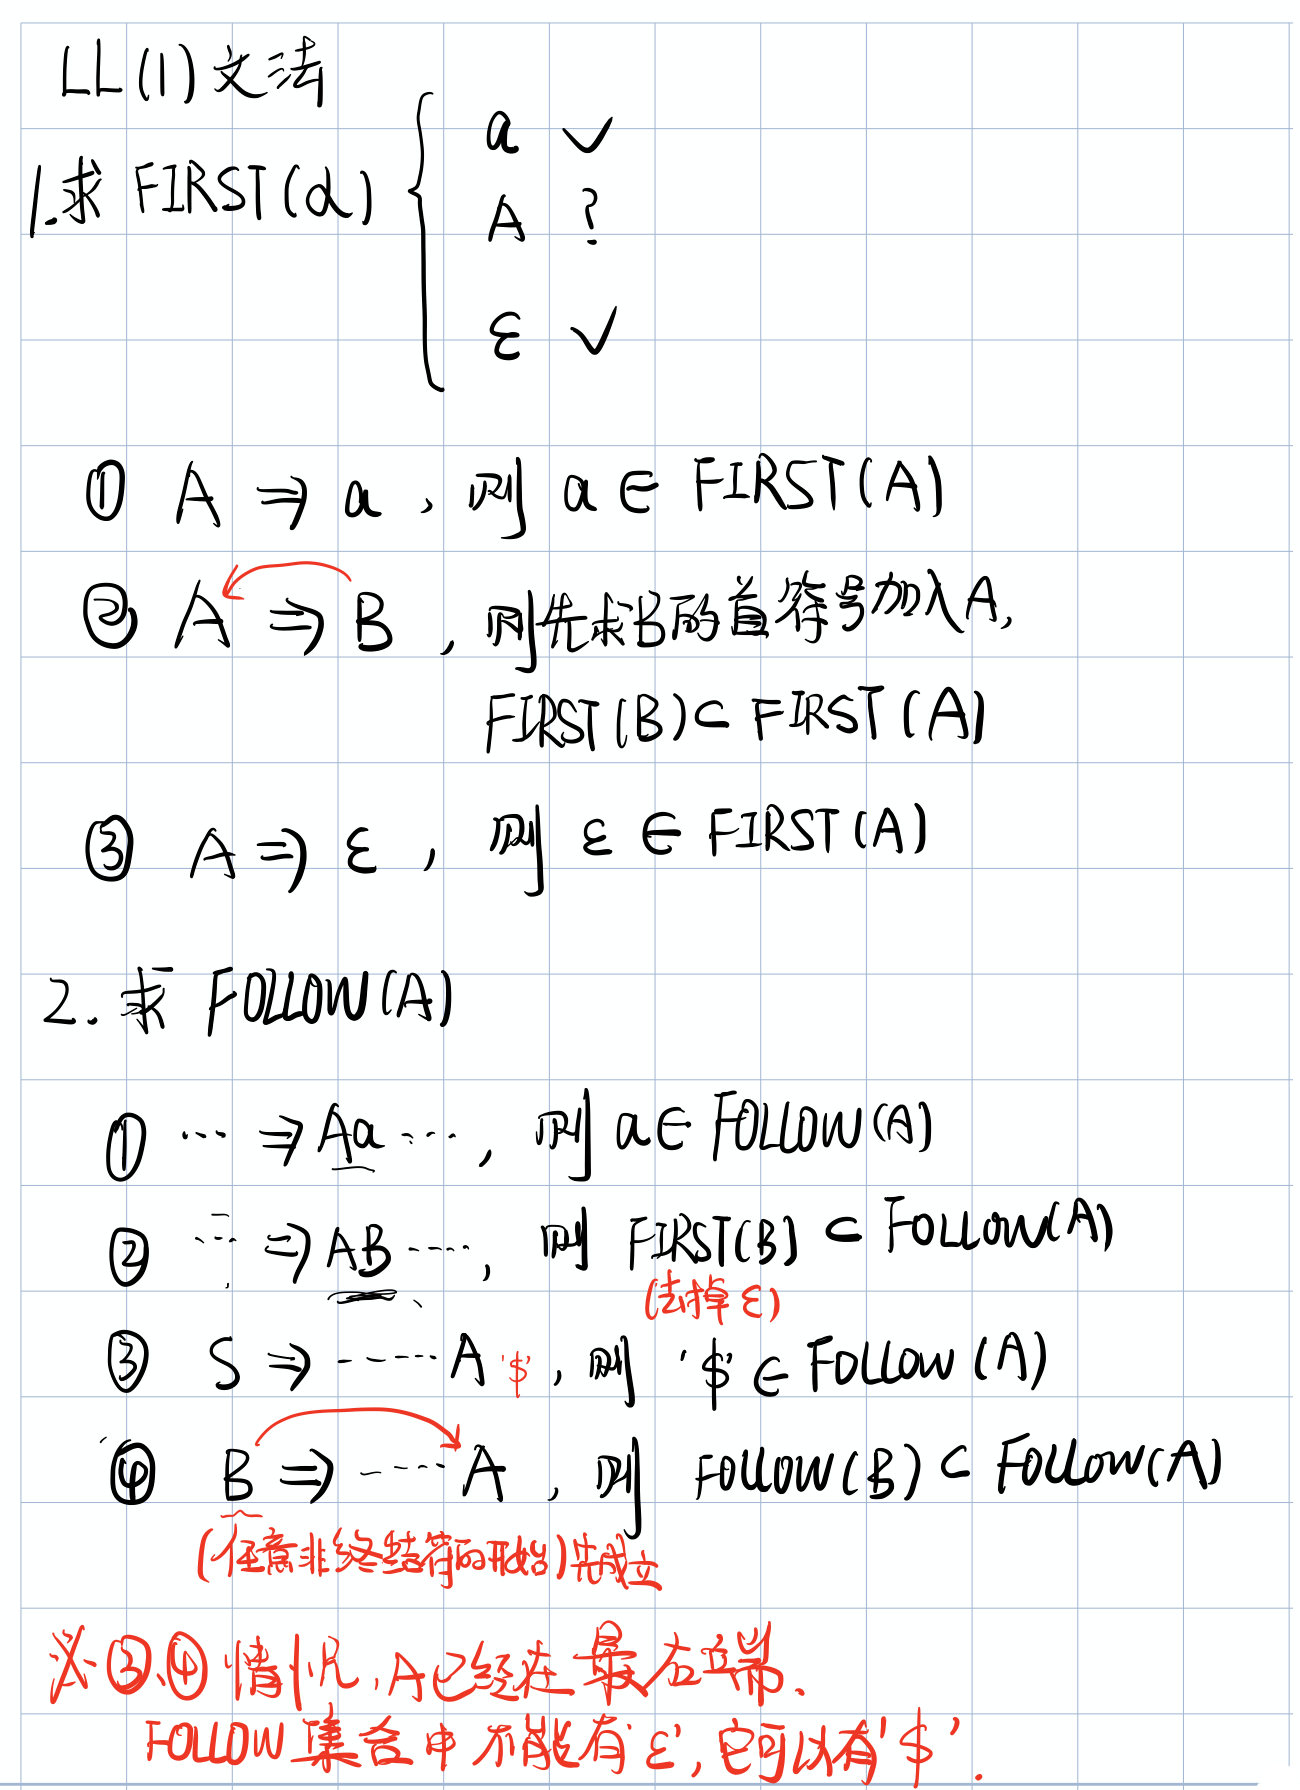 LL(1)文法
1.求 FIRST(α) { a ✓
A ?
ε ✓
① A ⇒ a , 则 a ∈ FIRST(A)
② A ⇒ B , 则先求B的首符号加入A,
FIRST(B) ⊂ FIRST(A)
③ A ⇒ ε , 则 ε ∈ FIRST(A)
2. 求 FOLLOW(A)
① ··· ⇒ Aa ···, 则 a ∈ FOLLOW(A)
② ··· ⇒ AB ····, 则 FIRST(B) ⊂ FOLLOW(A)
(去掉 ε)
③ S ⇒ ······ A '$' , 则 '$' ∈ FOLLOW(A)
④ B ⇒ ····· A , 则 FOLLOW(B) ⊂ FOLLOW(A)
(任意非终结符的开始)先成立
※③、④情况,A已经在最右端.
FOLLOW集合中不能有'ε',它可以有'$'.